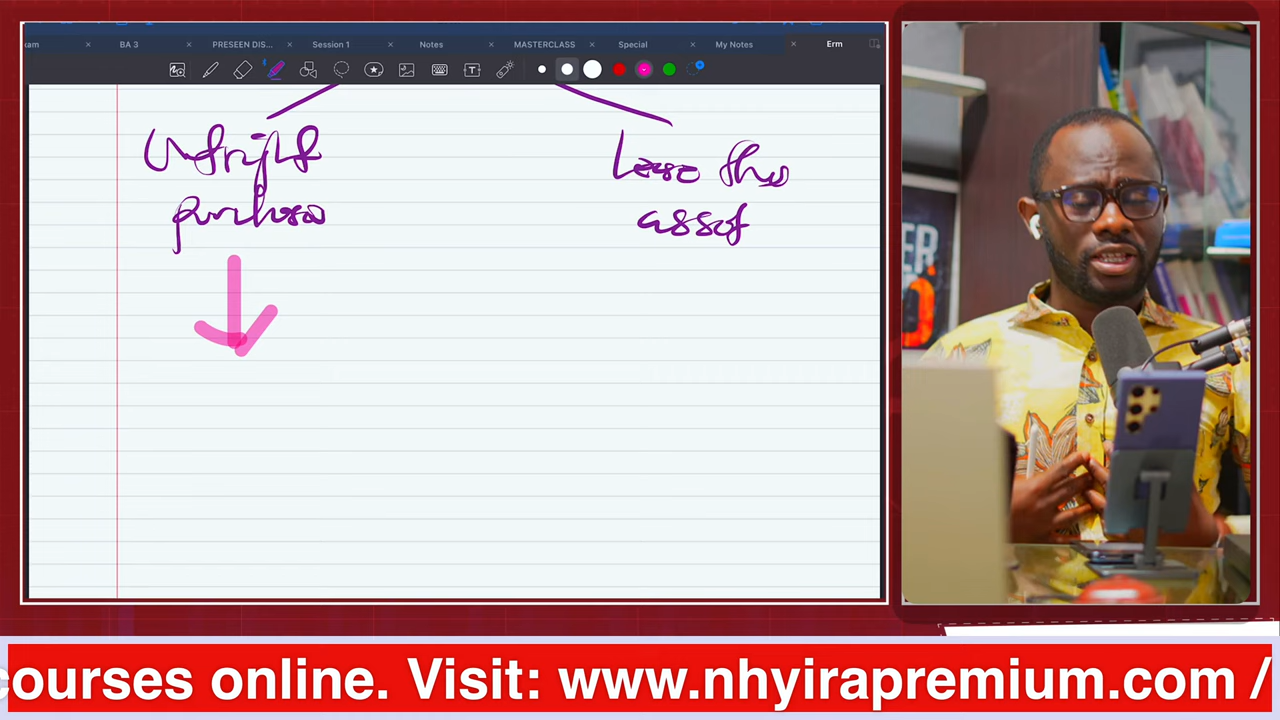 BA 3
PRESEEN DIS...
Session 1
Notes
MASTERCLASS
Special
My Notes
Erm
Outright
purchase
Lease the
asset
courses online. Visit: www.nhyirapremium.com /